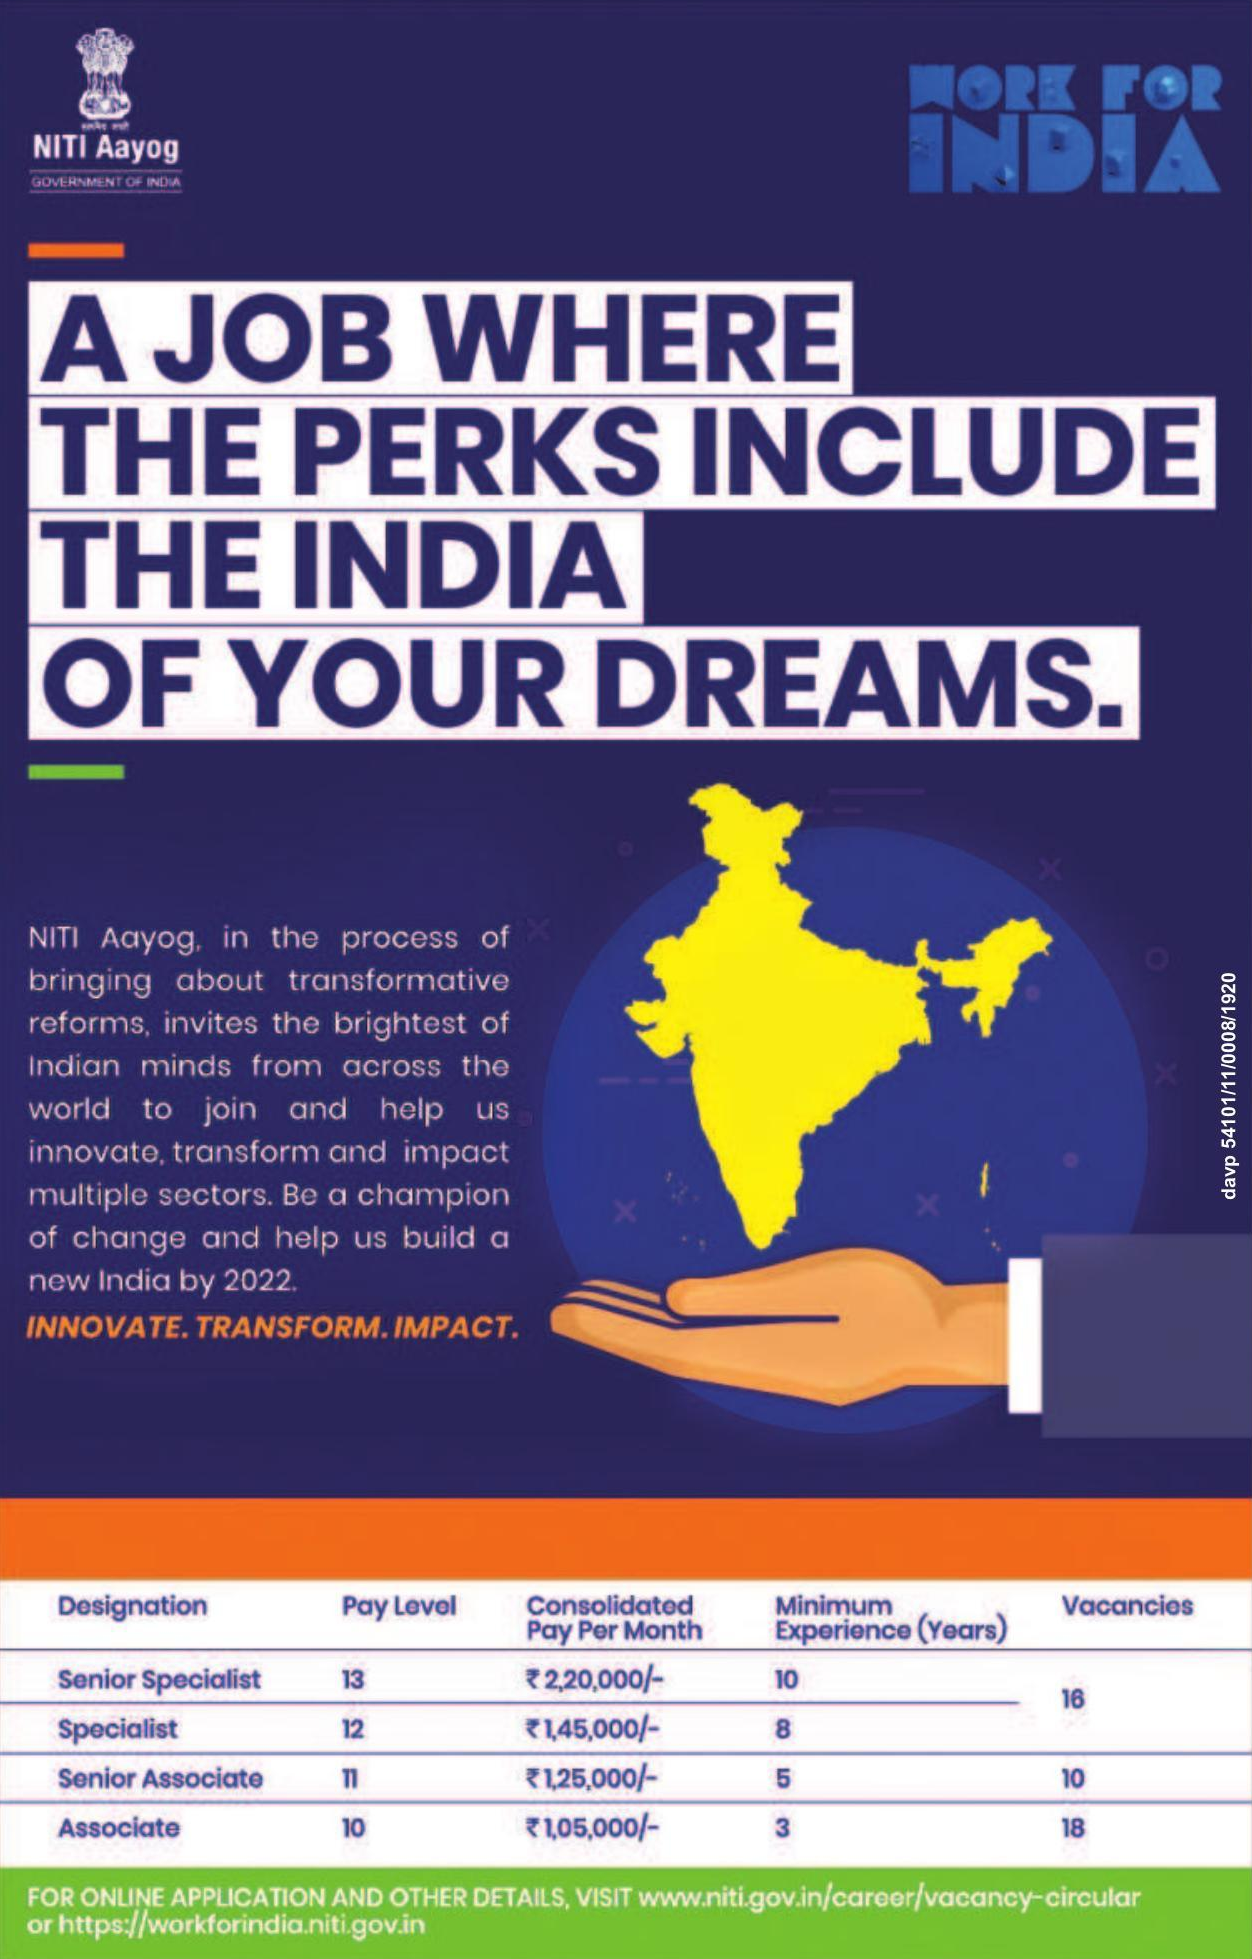 NITI Aayog
GOVERNMENT OF INDIA
WORK FOR
INDIA
A JOB WHERE
THE PERKS INCLUDE
THE INDIA
OF YOUR DREAMS.
NITI Aayog, in the process of
bringing about transformative
reforms, invites the brightest of
Indian minds from across the
world to join and help us
innovate, transform and impact
multiple sectors. Be a champion
of change and help us build a
new India by 2022.
INNOVATE. TRANSFORM. IMPACT.
davp 54101/11/0008/1920
Designation Pay Level Consolidated Pay Per Month Minimum Experience (Years) Vacancies
Senior Specialist 13 ₹ 2,20,000/- 10 16
Specialist 12 ₹ 1,45,000/- 8
Senior Associate 11 ₹ 1,25,000/- 5 10
Associate 10 ₹ 1,05,000/- 3 18
FOR ONLINE APPLICATION AND OTHER DETAILS, VISIT www.niti.gov.in/career/vacancy-circular
or https://workforindia.niti.gov.in